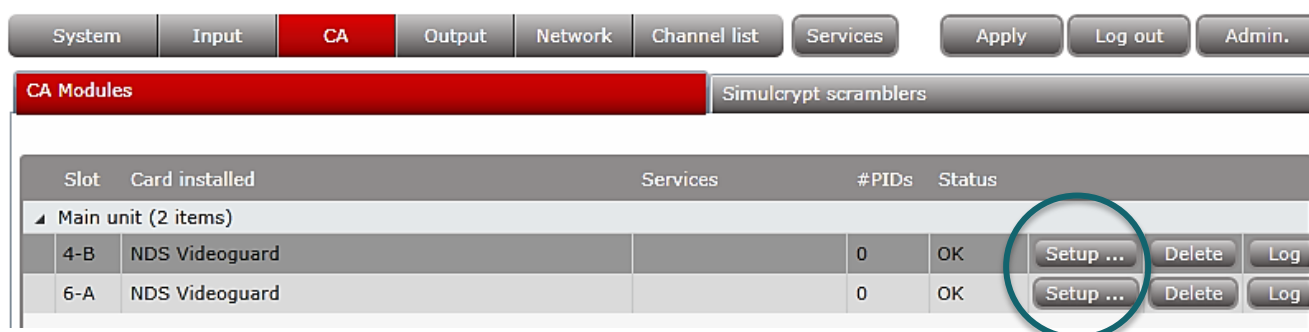 System Input CA Output Network Channel list Services Apply Log out Admin.
CA Modules Simulcrypt scramblers
Slot Card installed Services #PIDs Status
Main unit (2 items)
4-B NDS Videoguard 0 OK Setup ... Delete Log
6-A NDS Videoguard 0 OK Setup ... Delete Log